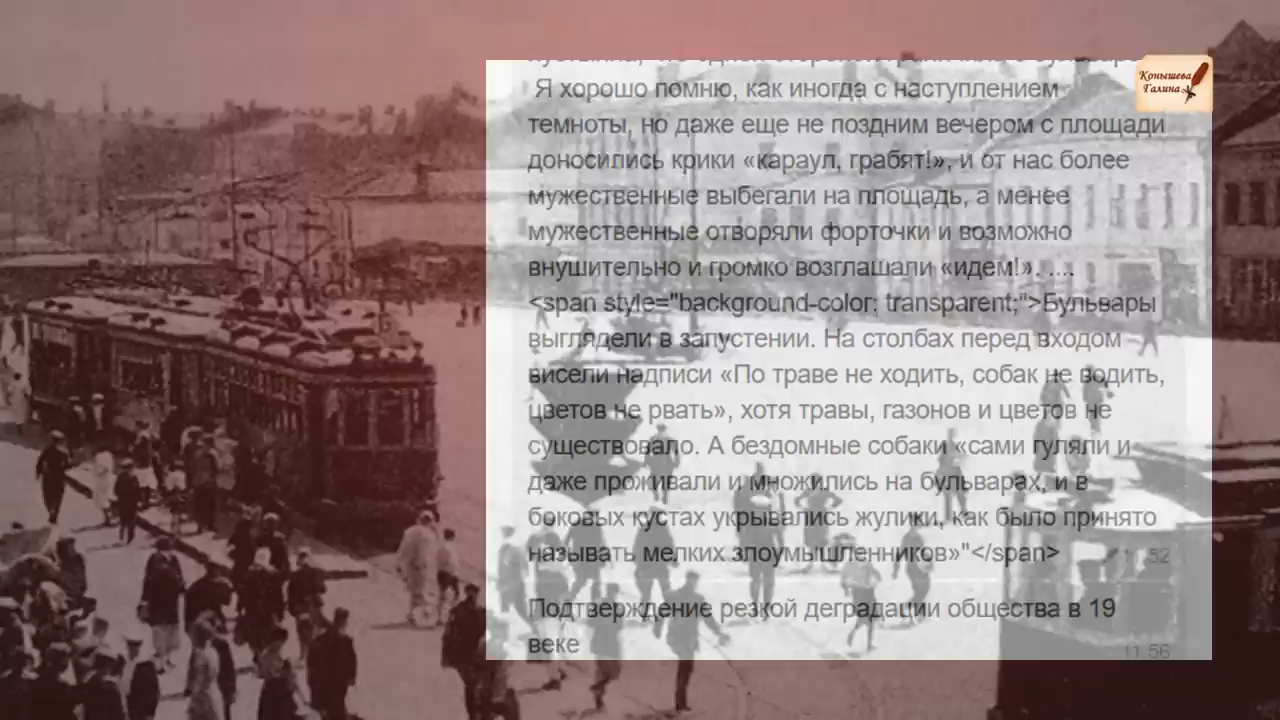 Я хорошо помню, как иногда с наступлением
темноты, но даже еще не поздним вечером с площади
доносились крики «караул, грабят!», и от нас более
мужественные выбегали на площадь, а менее
мужественные отворяли форточки и возможно
внушительно и громко возглашали «идем!». ....
<span style="background-color: transparent;">Бульвары
выглядели в запустении. На столбах перед входом
висели надписи «По траве не ходить, собак не водить,
цветов не рвать», хотя травы, газонов и цветов не
существовало. А бездомные собаки «сами гуляли и
даже проживали и множились на бульварах, и в
боковых кустах укрывались жулики, как было принято
называть мелких злоумышленников»"</span>
11:52
Подтверждение резкой деградации общества в 19
веке
11:56
Конышева
Галина